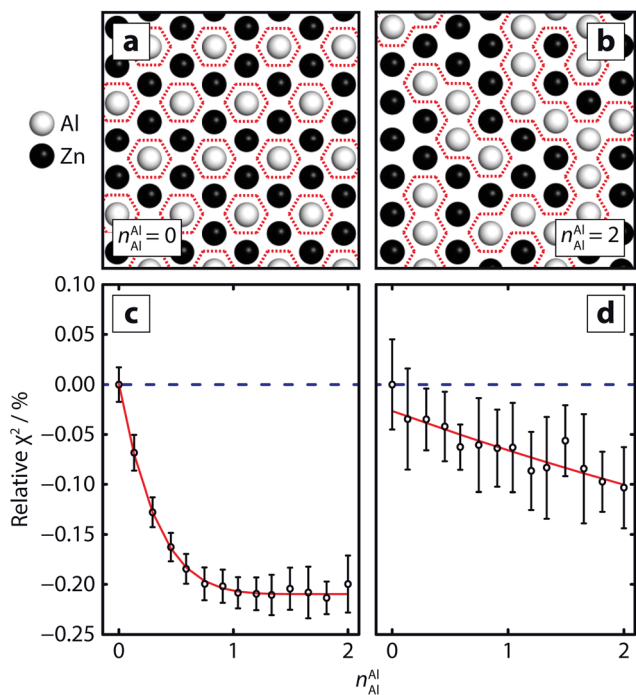 a
b
Al
Zn
n_Al^Al = 0
n_Al^Al = 2
c
d
Relative χ² / %
0.10
0.05
0.00
−0.05
−0.10
−0.15
−0.20
−0.25
0 1 2
0 1 2
n_Al^Al